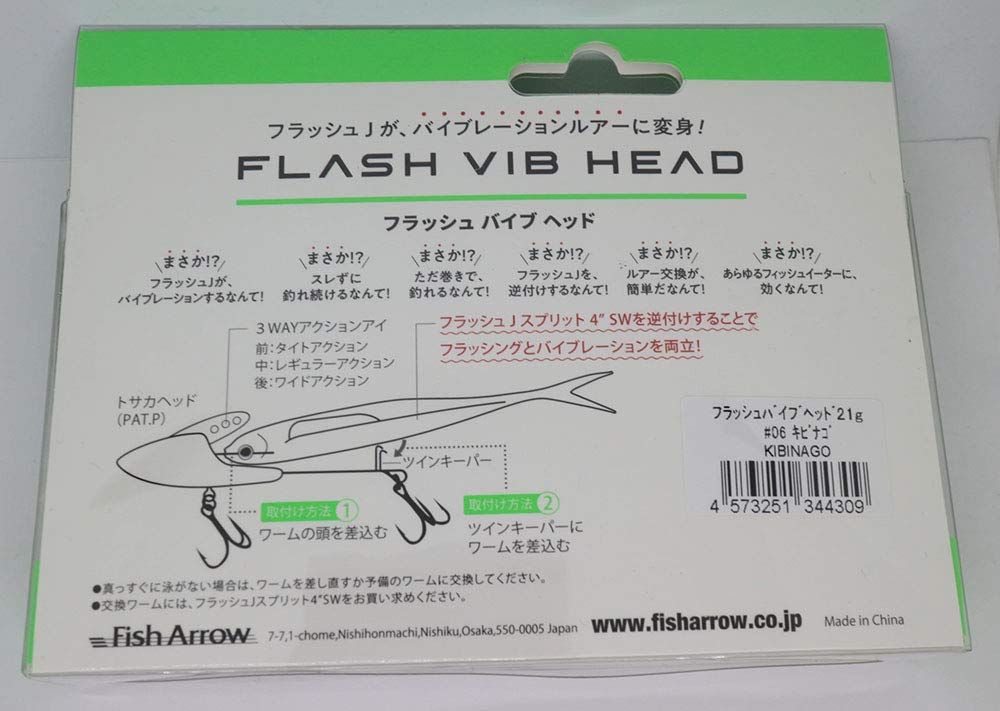 フラッシュJが、バイブレーションルアーに変身!
FLASH VIB HEAD
フラッシュ バイブ ヘッド
まさか!?
フラッシュJが、
バイブレーションするなんて!
まさか!?
スレずに
釣れ続けるなんて!
まさか!?
ただ巻きで、
釣れるなんて!
まさか!?
フラッシュJを、
逆付けするなんて!
まさか!?
ルアー交換が、
簡単だなんて!
まさか!?
あらゆるフィッシュイーターに、
効くなんて!
3 WAYアクションアイ
前:タイトアクション
中:レギュラーアクション
後:ワイドアクション
フラッシュJ スプリット 4” SWを逆付けすることで
フラッシングとバイブレーションを両立!
トサカヘッド
(PAT.P)
ツインキーパー
取付け方法 1
ワームの頭を差込む
取付け方法 2
ツインキーパーに
ワームを差込む
フラッシュバイブヘッド21g
#06 キビナゴ
KIBINAGO
4 573251 344309
●真っすぐに泳がない場合は、ワームを差し直すか予備のワームに交換してください。
●交換ワームには、フラッシュJスプリット4”SWをお買い求めください。
Fish Arrow 7-7,1-chome,Nishihonmachi,Nishiku,Osaka,550-0005 Japan www.fisharrow.co.jp Made in China